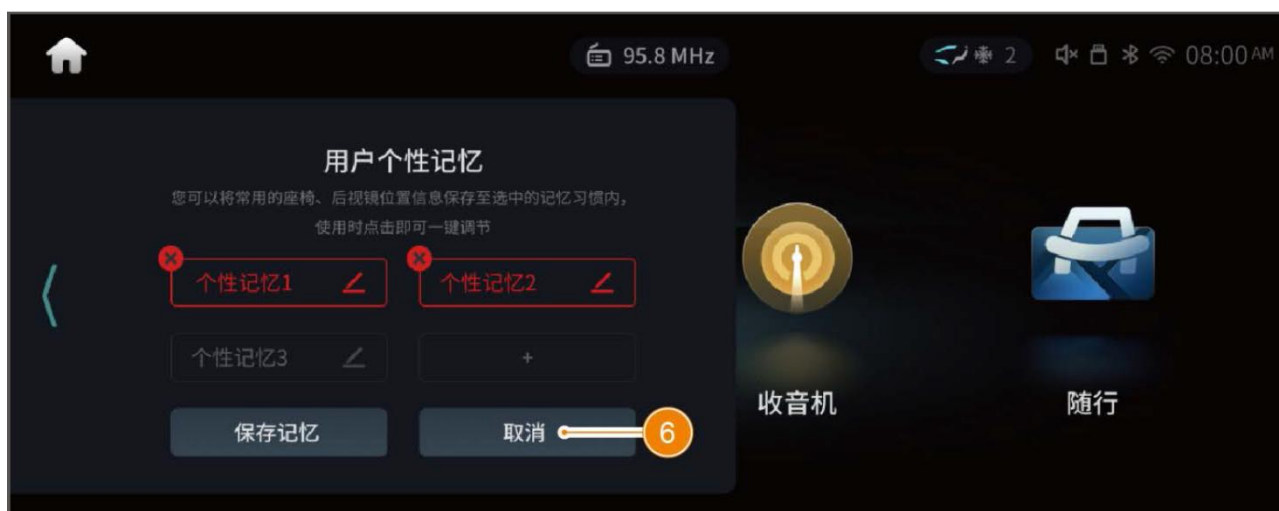 95.8 MHz
2
08:00 AM
用户个性记忆
您可以将常用的座椅、后视镜位置信息保存至选中的记忆习惯内，
使用时点击即可一键调节
个性记忆1
个性记忆2
个性记忆3
+
保存记忆
取消
6
收音机
随行